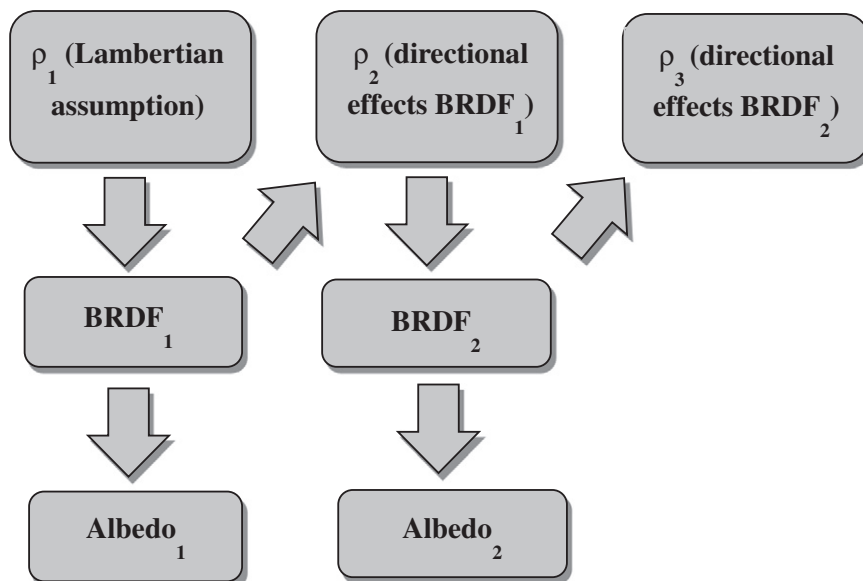 ρ₁ (Lambertian
assumption)
ρ₂ (directional
effects BRDF₁)
ρ₃ (directional
effects BRDF₂)
BRDF₁
BRDF₂
Albedo₁
Albedo₂